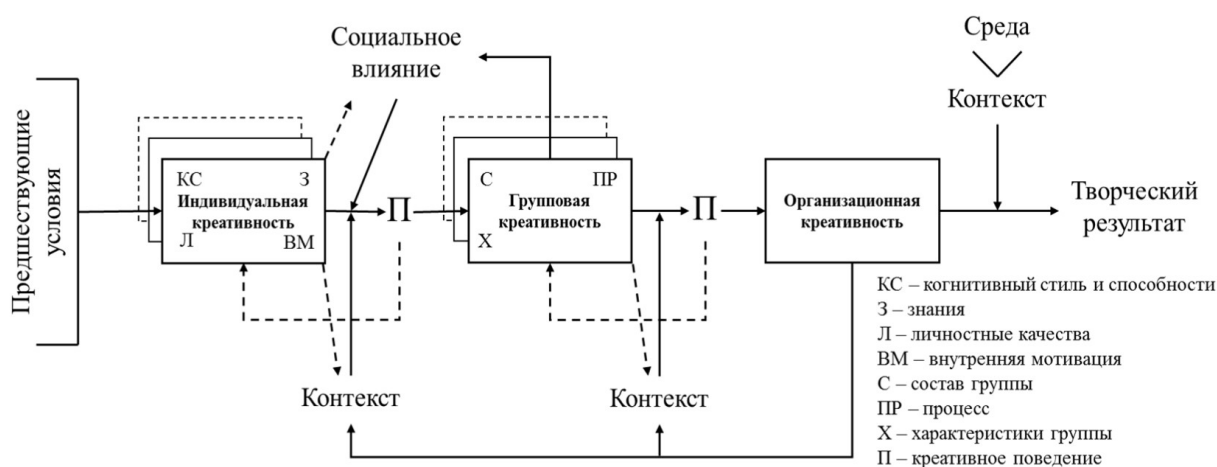 Предшествующие
условия
КС
З
Индивидуальная
креативность
Л
ВМ
Социальное
влияние
П
Контекст
С
ПР
Групповая
креативность
Х
П
Контекст
Организационная
креативность
Среда
Контекст
Творческий
результат
КС – когнитивный стиль и способности
З – знания
Л – личностные качества
ВМ – внутренняя мотивация
С – состав группы
ПР – процесс
Х – характеристики группы
П – креативное поведение